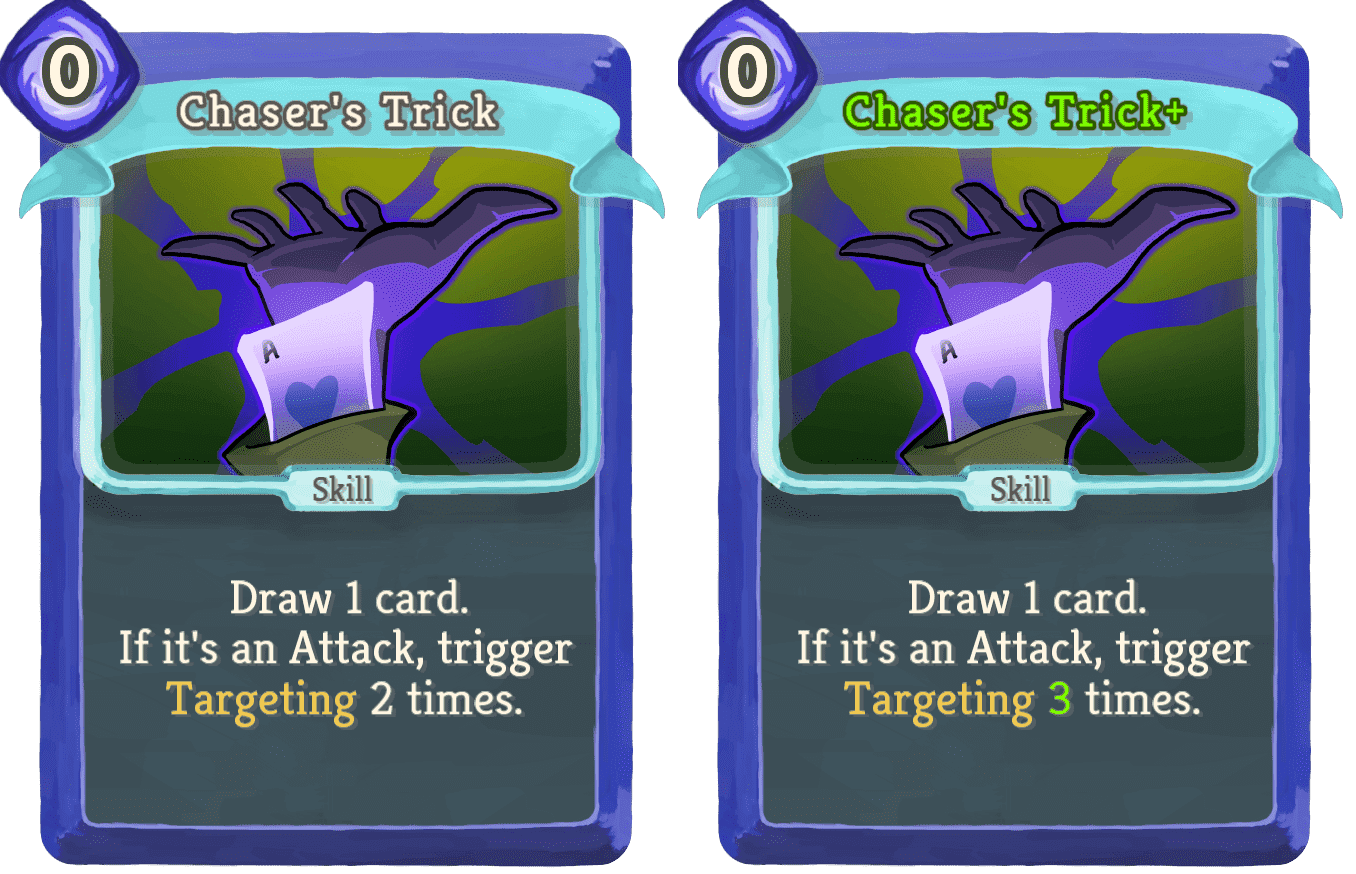 0
Chaser's Trick
A
Skill
Draw 1 card.
If it's an Attack, trigger
Targeting 2 times.
0
Chaser's Trick+
A
Skill
Draw 1 card.
If it's an Attack, trigger
Targeting 3 times.